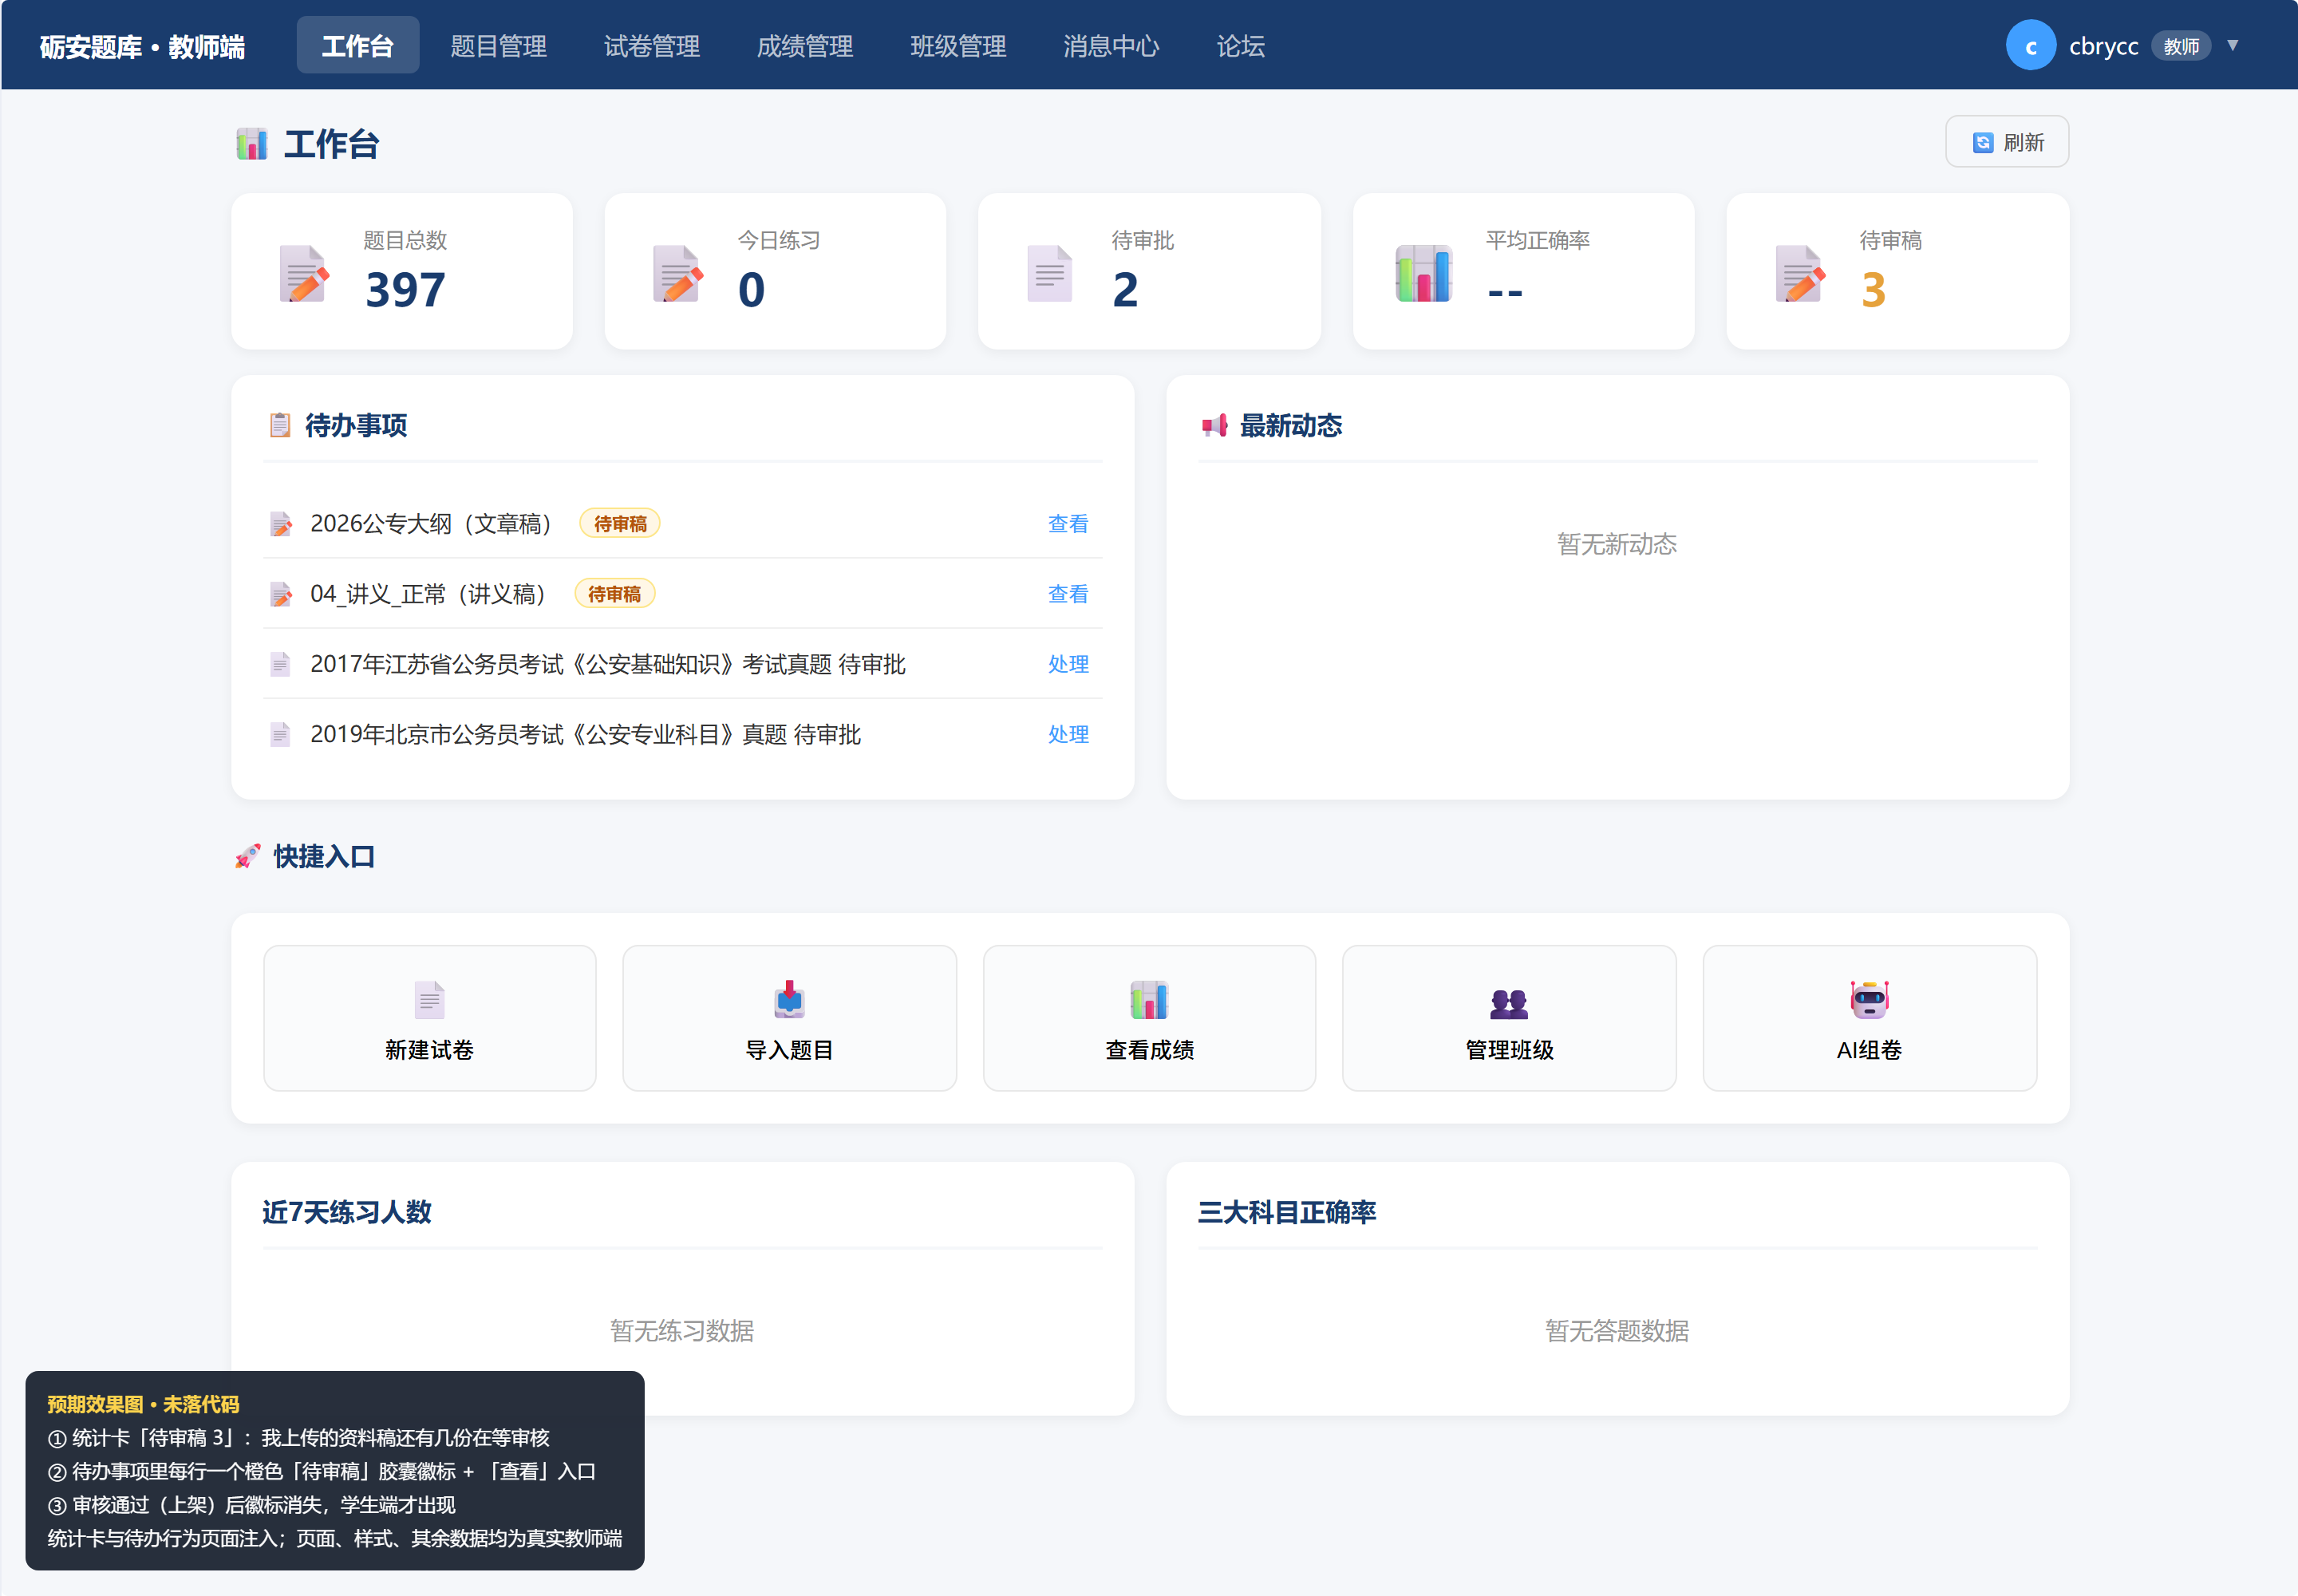 砺安题库·教师端
工作台
题目管理
试卷管理
成绩管理
班级管理
消息中心
论坛
c
cbrycc
教师
工作台
刷新
题目总数
397
今日练习
0
待审批
2
平均正确率
--
待审稿
3
待办事项
2026公专大纲（文章稿） 待审稿 查看
04_讲义_正常（讲义稿） 待审稿 查看
2017年江苏省公务员考试《公安基础知识》考试真题 待审批 处理
2019年北京市公务员考试《公安专业科目》真题 待审批 处理
最新动态
暂无新动态
快捷入口
新建试卷
导入题目
查看成绩
管理班级
AI组卷
近7天练习人数
暂无练习数据
三大科目正确率
暂无答题数据
预期效果图·未落代码
① 统计卡「待审稿 3」：我上传的资料稿还有几份在等审核
② 待办事项里每行一个橙色「待审稿」胶囊徽标 + 「查看」入口
③ 审核通过（上架）后徽标消失，学生端才出现
统计卡与待办行为页面注入；页面、样式、其余数据均为真实教师端